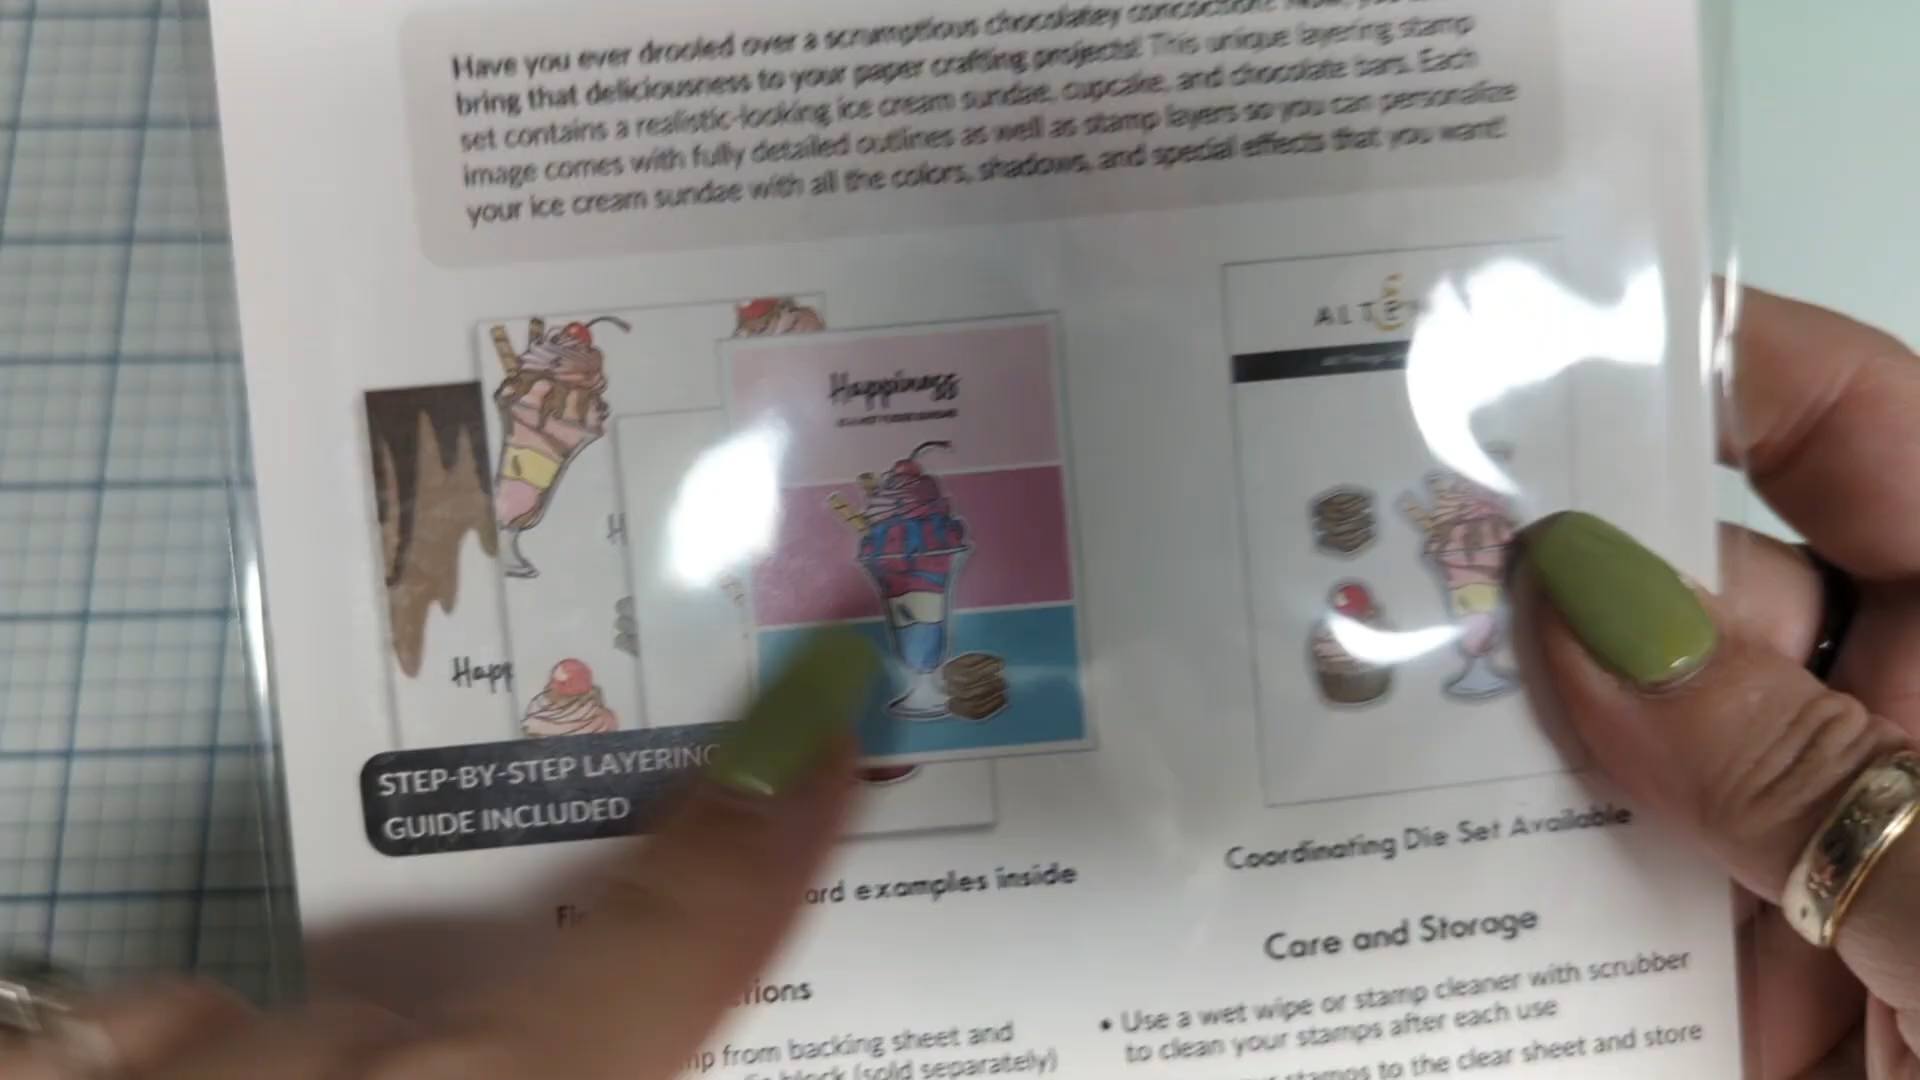 Have you ever drooled over a scrumptious chocolatey concoction?
bring that deliciousness to your paper crafting projects! This unique layering stamp
set contains a realistic-looking ice cream sundae, cupcake, and chocolate bars. Each
image comes with fully detailed outlines as well as stamp layers so you can personalize
your ice cream sundae with all the colors, shadows, and special effects that you want!
Happiness
ALTE
H
Happ
STEP-BY-STEP LAYERING
GUIDE INCLUDED
ard examples inside
Coordinating Die Set Available
Care and Storage
tions
• Use a wet wipe or stamp cleaner with scrubber
to clean your stamps after each use
mp from backing sheet and
block (sold separately)
stamps to the clear sheet and store